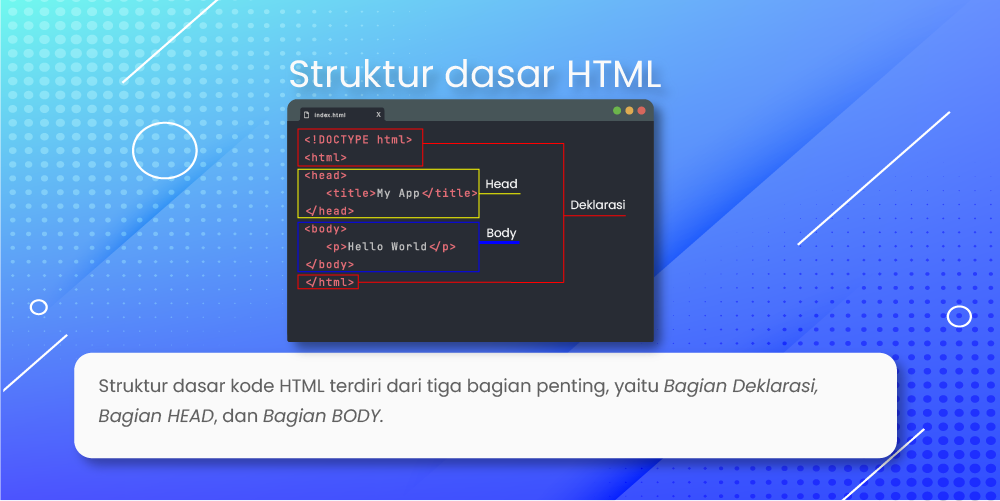 Struktur dasar HTML
index.html X
<!DOCTYPE html>
<html>
<head>
<title>My App</title>
</head>
<body>
<p>Hello World</p>
</body>
</html>
Head
Body
Deklarasi
Struktur dasar kode HTML terdiri dari tiga bagian penting, yaitu Bagian Deklarasi,
Bagian HEAD, dan Bagian BODY.